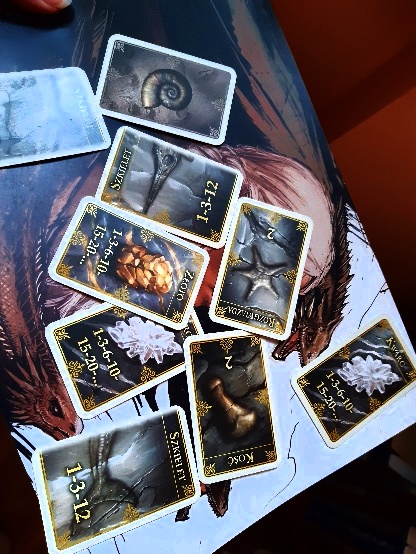 SZKIELET
1-3-12
ZŁOTO
1-3-6-10-
15-20-...
2
ROZGWIAZDA
1-3-6-10-
15-20-...
2
KOŚĆ
1-3-6-10-
15-20-...
SZKIELET
1-3-12